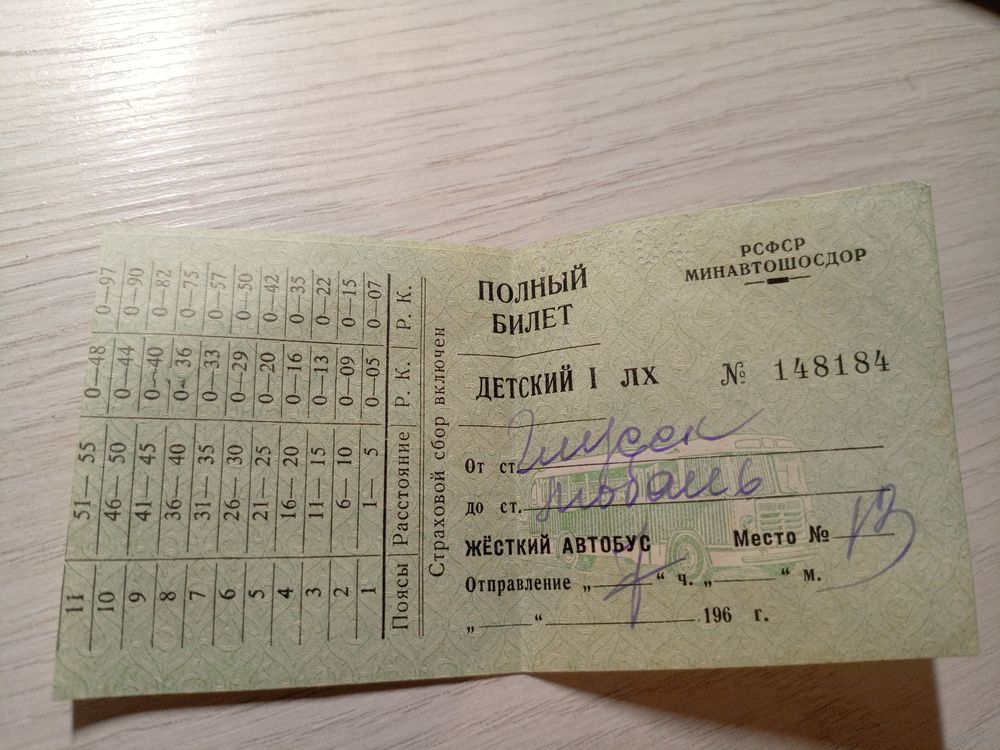 11 51—55 0—48 0—97
10 46—50 0—44 0—90
9 41—45 0—40 0—82
8 36—40 0—36 0—75
7 31—35 0—33 0—57
6 26—30 0—29 0—50
5 21—25 0—20 0—42
4 16—20 0—16 0—35
3 11—15 0—13 0—22
2 6—10 0—09 0—15
1 1—5 0—05 0—07
Поясы Расстояние Р. К. Р. К.
Страховой сбор включен
РСФСР
МИНАВТОШОСДОР
ПОЛНЫЙ
БИЛЕТ
ДЕТСКИЙ I ЛХ № 148184
От ст.
до ст. Любань
ЖЁСТКИЙ АВТОБУС Место № 13
Отправление „ “ ч. „ “ м.
„ “ 196 г.